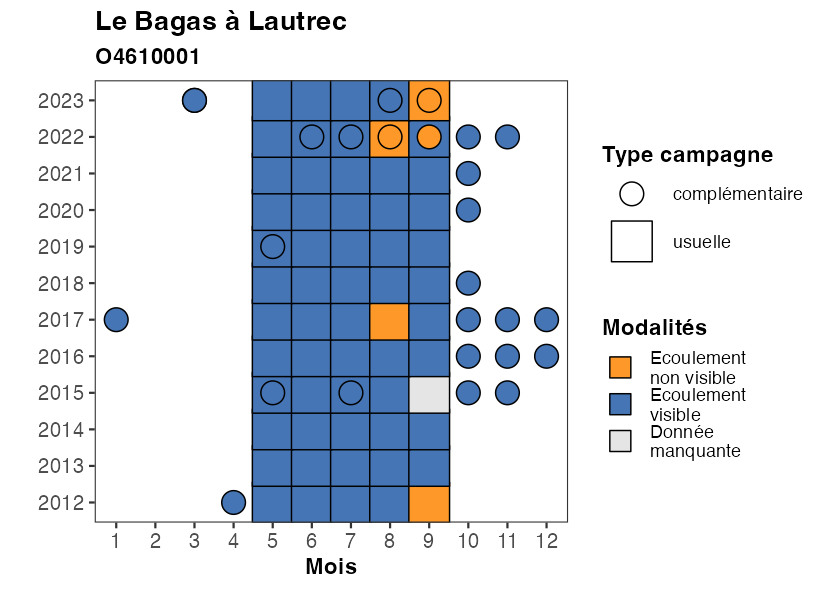 Le Bagas à Lautrec
O4610001
2023
2022
2021
2020
2019
2018
2017
2016
2015
2014
2013
2012
1 2 3 4 5 6 7 8 9 10 11 12
Mois
Type campagne
complémentaire
usuelle
Modalités
Ecoulement
non visible
Ecoulement
visible
Donnée
manquante